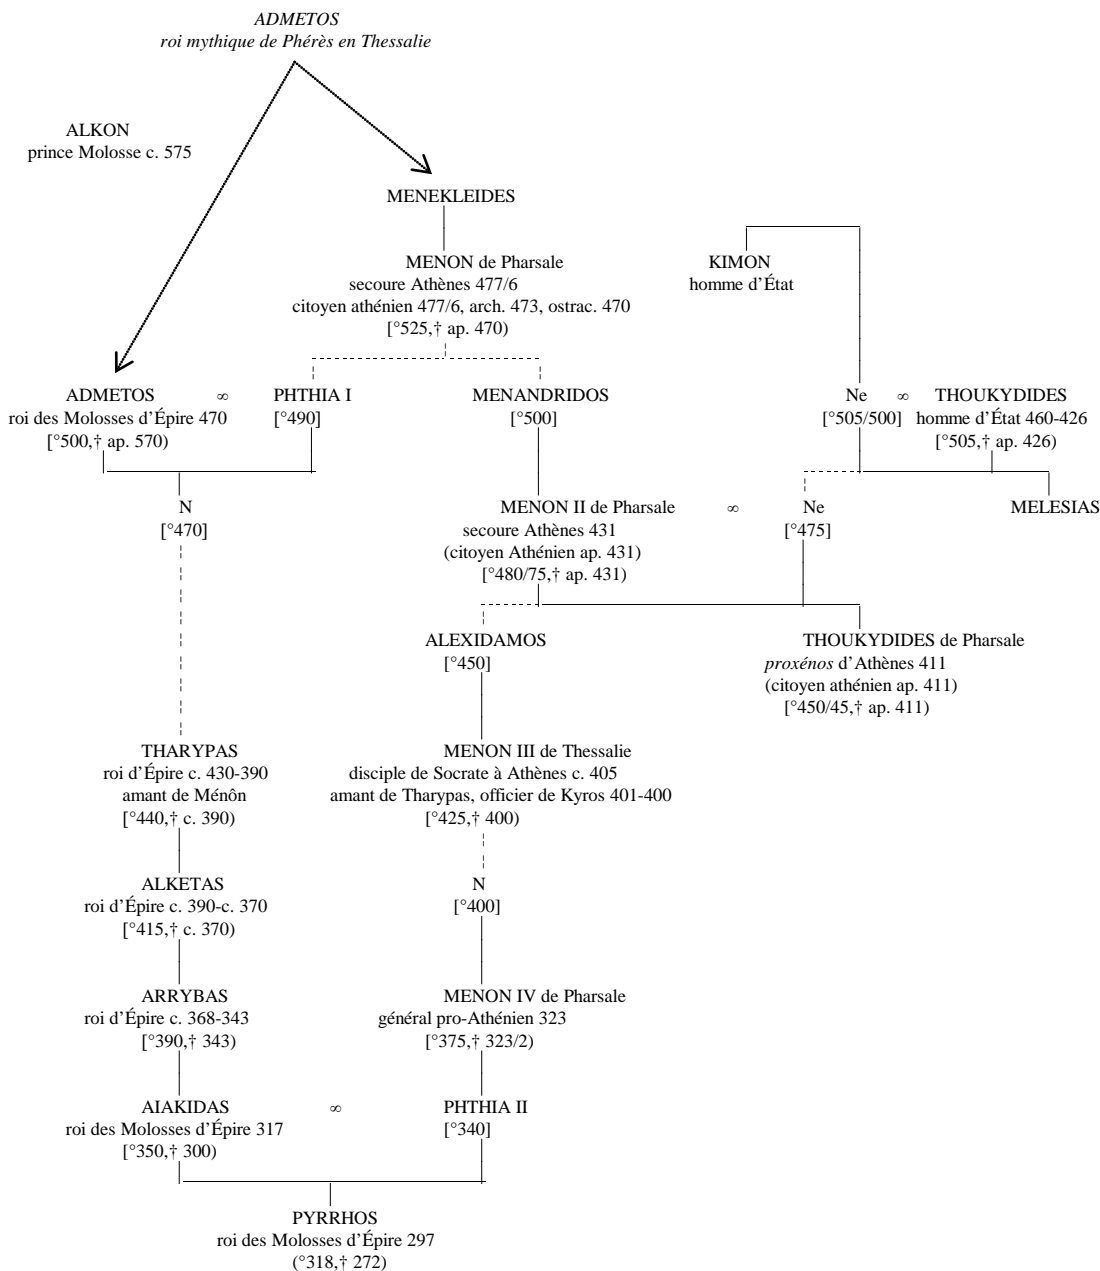 ADMETOS
roi mythique de Phérès en Thessalie
ALKON
prince Molosse c. 575
MENEKLEIDES
MENON de Pharsale
secoure Athènes 477/6
citoyen athénien 477/6, arch. 473, ostrac. 470
[°525,† ap. 470)
KIMON
homme d’État
ADMETOS ∞ PHTHIA I
roi des Molosses d’Épire 470 [°490]
[°500,† ap. 570)
MENANDRIDOS
[°500]
Ne ∞ THOUKYDIDES
[°505/500] homme d’État 460-426
[°505,† ap. 426)
N
[°470]
MENON II de Pharsale ∞ Ne
secoure Athènes 431 [°475]
(citoyen Athénien ap. 431)
[°480/75,† ap. 431)
MELESIAS
ALEXIDAMOS
[°450]
THOUKYDIDES de Pharsale
proxénos d’Athènes 411
(citoyen athénien ap. 411)
[°450/45,† ap. 411)
THARYPAS
roi d’Épire c. 430-390
amant de Ménôn
[°440,† c. 390)
MENON III de Thessalie
disciple de Socrate à Athènes c. 405
amant de Tharypas, officier de Kyros 401-400
[°425,† 400)
ALKETAS
roi d’Épire c. 390-c. 370
[°415,† c. 370)
N
[°400]
ARRYBAS
roi d’Épire c. 368-343
[°390,† 343)
MENON IV de Pharsale
général pro-Athénien 323
[°375,† 323/2)
AIAKIDAS ∞ PHTHIA II
roi des Molosses d’Épire 317 [°340]
[°350,† 300)
PYRRHOS
roi des Molosses d’Épire 297
(°318,† 272)